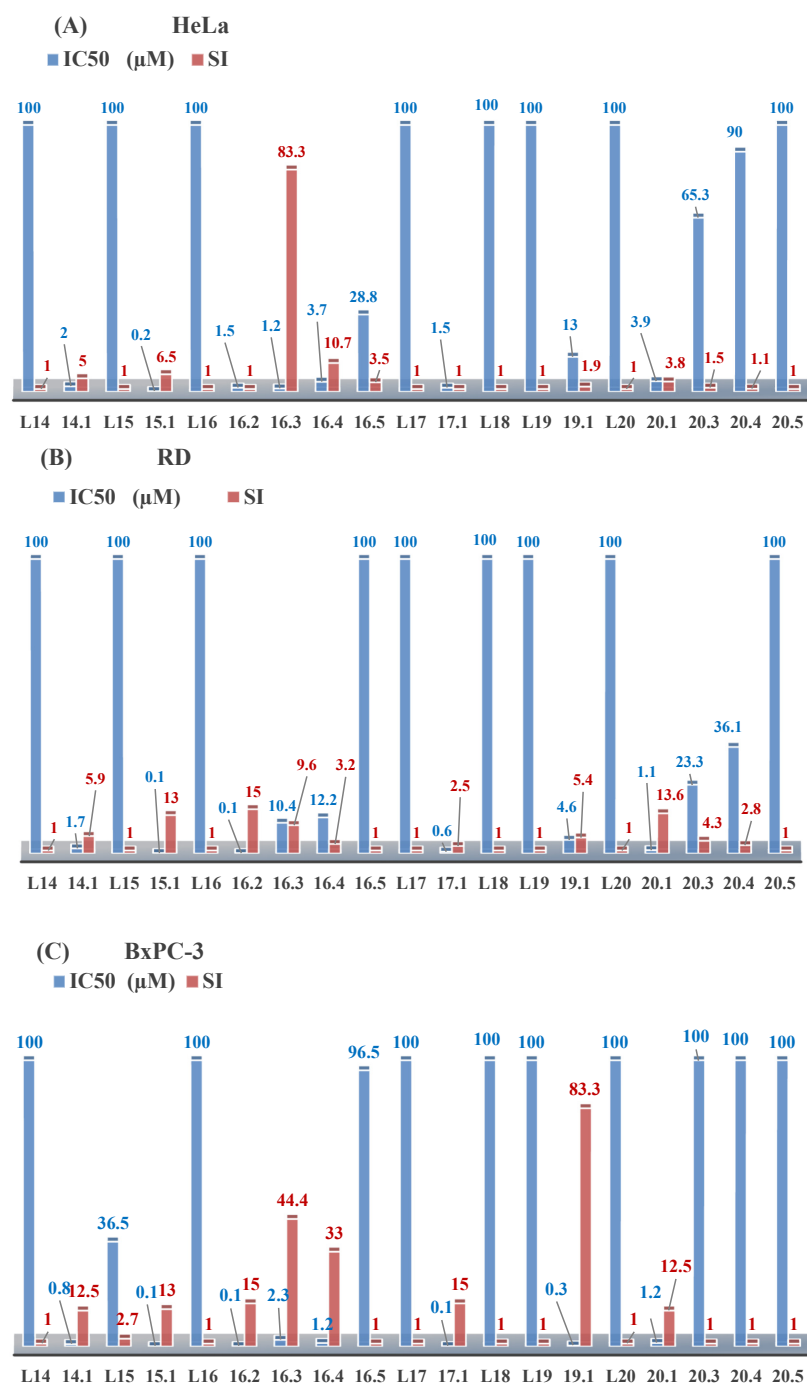 (A) HeLa
IC50 (µM) SI
100 1 2 5 100 1 0.2 6.5 100 1 1.5 1 1.2 83.3 3.7 10.7 28.8 3.5 100 1 1.5 1 100 1 100 1 13 1.9 100 1 3.9 3.8 65.3 1.5 90 1.1 100 1
L14 14.1 L15 15.1 L16 16.2 16.3 16.4 16.5 L17 17.1 L18 L19 19.1 L20 20.1 20.3 20.4 20.5
(B) RD
IC50 (µM) SI
100 1 1.7 5.9 100 1 0.1 13 100 1 0.1 15 10.4 9.6 12.2 3.2 100 1 100 1 0.6 2.5 100 1 100 1 4.6 5.4 100 1 1.1 13.6 23.3 4.3 36.1 2.8 100 1
L14 14.1 L15 15.1 L16 16.2 16.3 16.4 16.5 L17 17.1 L18 L19 19.1 L20 20.1 20.3 20.4 20.5
(C) BxPC-3
IC50 (µM) SI
100 1 0.8 12.5 36.5 2.7 0.1 13 100 1 0.1 15 2.3 44.4 1.2 33 96.5 1 100 1 0.1 15 100 1 100 1 0.3 83.3 100 1 1.2 12.5 100 1 100 1 100 1
L14 14.1 L15 15.1 L16 16.2 16.3 16.4 16.5 L17 17.1 L18 L19 19.1 L20 20.1 20.3 20.4 20.5